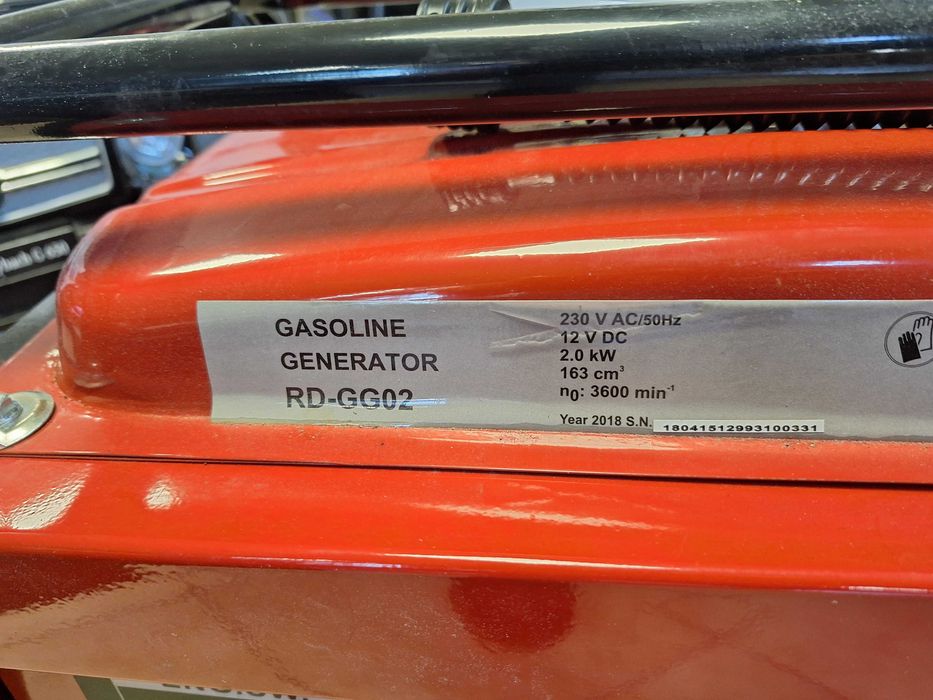 GASOLINE
GENERATOR
RD-GG02
230 V AC/50Hz
12 V DC
2.0 kW
163 cm³
n₀: 3600 min⁻¹
Year 2018 S.N. 18041512993100331